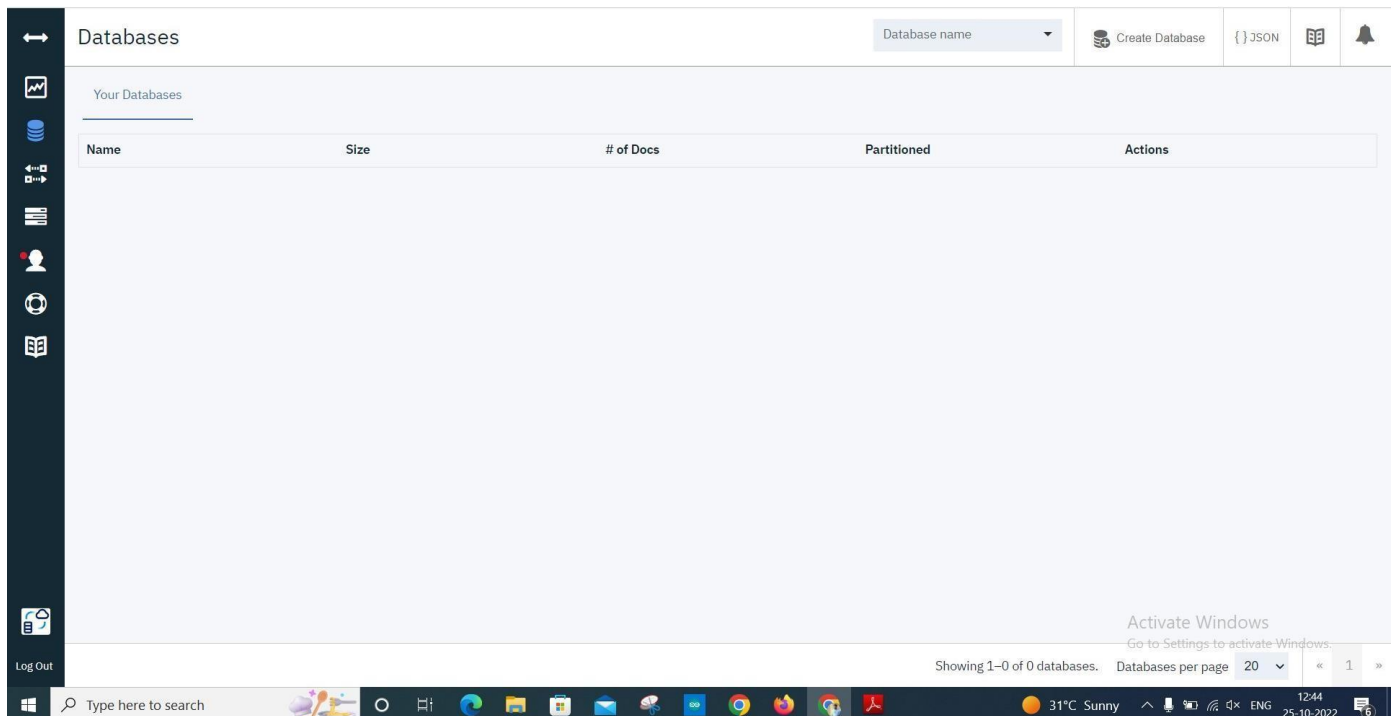 Databases
Database name
Create Database
{ } JSON
Your Databases
Name Size # of Docs Partitioned Actions
Activate Windows
Go to Settings to activate Windows.
Log Out
Showing 1–0 of 0 databases. Databases per page 20 « 1 »
Type here to search
31°C Sunny
ENG
12:44
25-10-2022
6